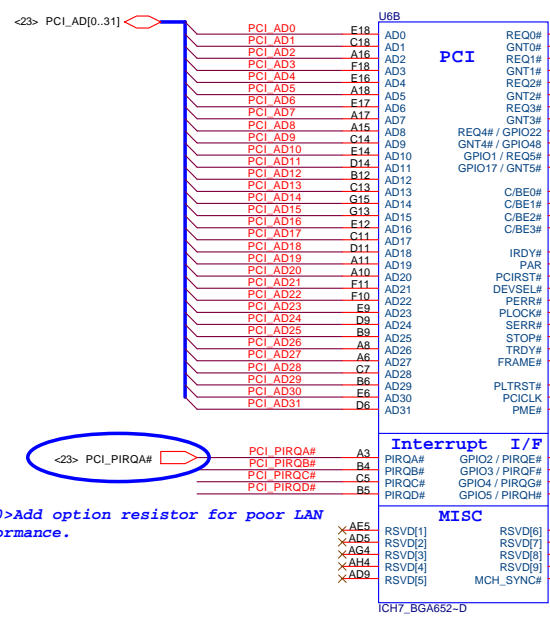 U6B
<23> PCI_AD[0..31]
PCI_AD0 E18 AD0 REQ0#
PCI_AD1 C18 AD1 GNT0#
PCI_AD2 A16 AD2 REQ1#
PCI
PCI_AD3 F18 AD3 GNT1#
PCI_AD4 E16 AD4 REQ2#
PCI_AD5 A18 AD5 GNT2#
PCI_AD6 E17 AD6 REQ3#
PCI_AD7 A17 AD7 GNT3#
PCI_AD8 A15 AD8 REQ4# / GPIO22
PCI_AD9 C14 AD9 GNT4# / GPIO48
PCI_AD10 E14 AD10 GPIO1 / REQ5#
PCI_AD11 D14 AD11 GPIO17 / GNT5#
PCI_AD12 B12 AD12
PCI_AD13 C13 AD13 C/BE0#
PCI_AD14 G15 AD14 C/BE1#
PCI_AD15 G13 AD15 C/BE2#
PCI_AD16 E12 AD16 C/BE3#
PCI_AD17 C11 AD17
PCI_AD18 D11 AD18 IRDY#
PCI_AD19 A11 AD19 PAR
PCI_AD20 A10 AD20 PCIRST#
PCI_AD21 F11 AD21 DEVSEL#
PCI_AD22 F10 AD22 PERR#
PCI_AD23 E9 AD23 PLOCK#
PCI_AD24 D9 AD24 SERR#
PCI_AD25 B9 AD25 STOP#
PCI_AD26 A8 AD26 TRDY#
PCI_AD27 A6 AD27 FRAME#
PCI_AD28 C7 AD28
PCI_AD29 B6 AD29 PLTRST#
PCI_AD30 E6 AD30 PCICLK
PCI_AD31 D6 AD31 PME#
Interrupt I/F
<23> PCI_PIRQA# PCI_PIRQA# A3 PIRQA# GPIO2 / PIRQE#
PCI_PIRQB# B4 PIRQB# GPIO3 / PIRQF#
PCI_PIRQC# C5 PIRQC# GPIO4 / PIRQG#
PCI_PIRQD# B5 PIRQD# GPIO5 / PIRQH#
>Add option resistor for poor LAN
ormance.
MISC
AE5 RSVD[1] RSVD[6]
AD5 RSVD[2] RSVD[7]
AG4 RSVD[3] RSVD[8]
AH4 RSVD[4] RSVD[9]
AD9 RSVD[5] MCH_SYNC#
ICH7_BGA652~D